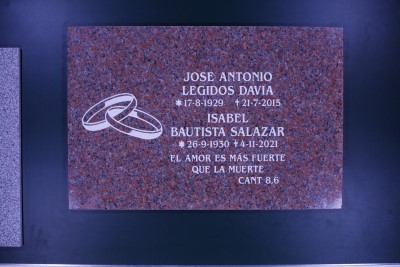 JOSE ANTONIO
LEGIDOS DAVIA
*17-8-1929 †21-7-2015
ISABEL
BAUTISTA SALAZAR
*26-9-1930 †4-11-2021
EL AMOR ES MÁS FUERTE
QUE LA MUERTE
CANT 8.6